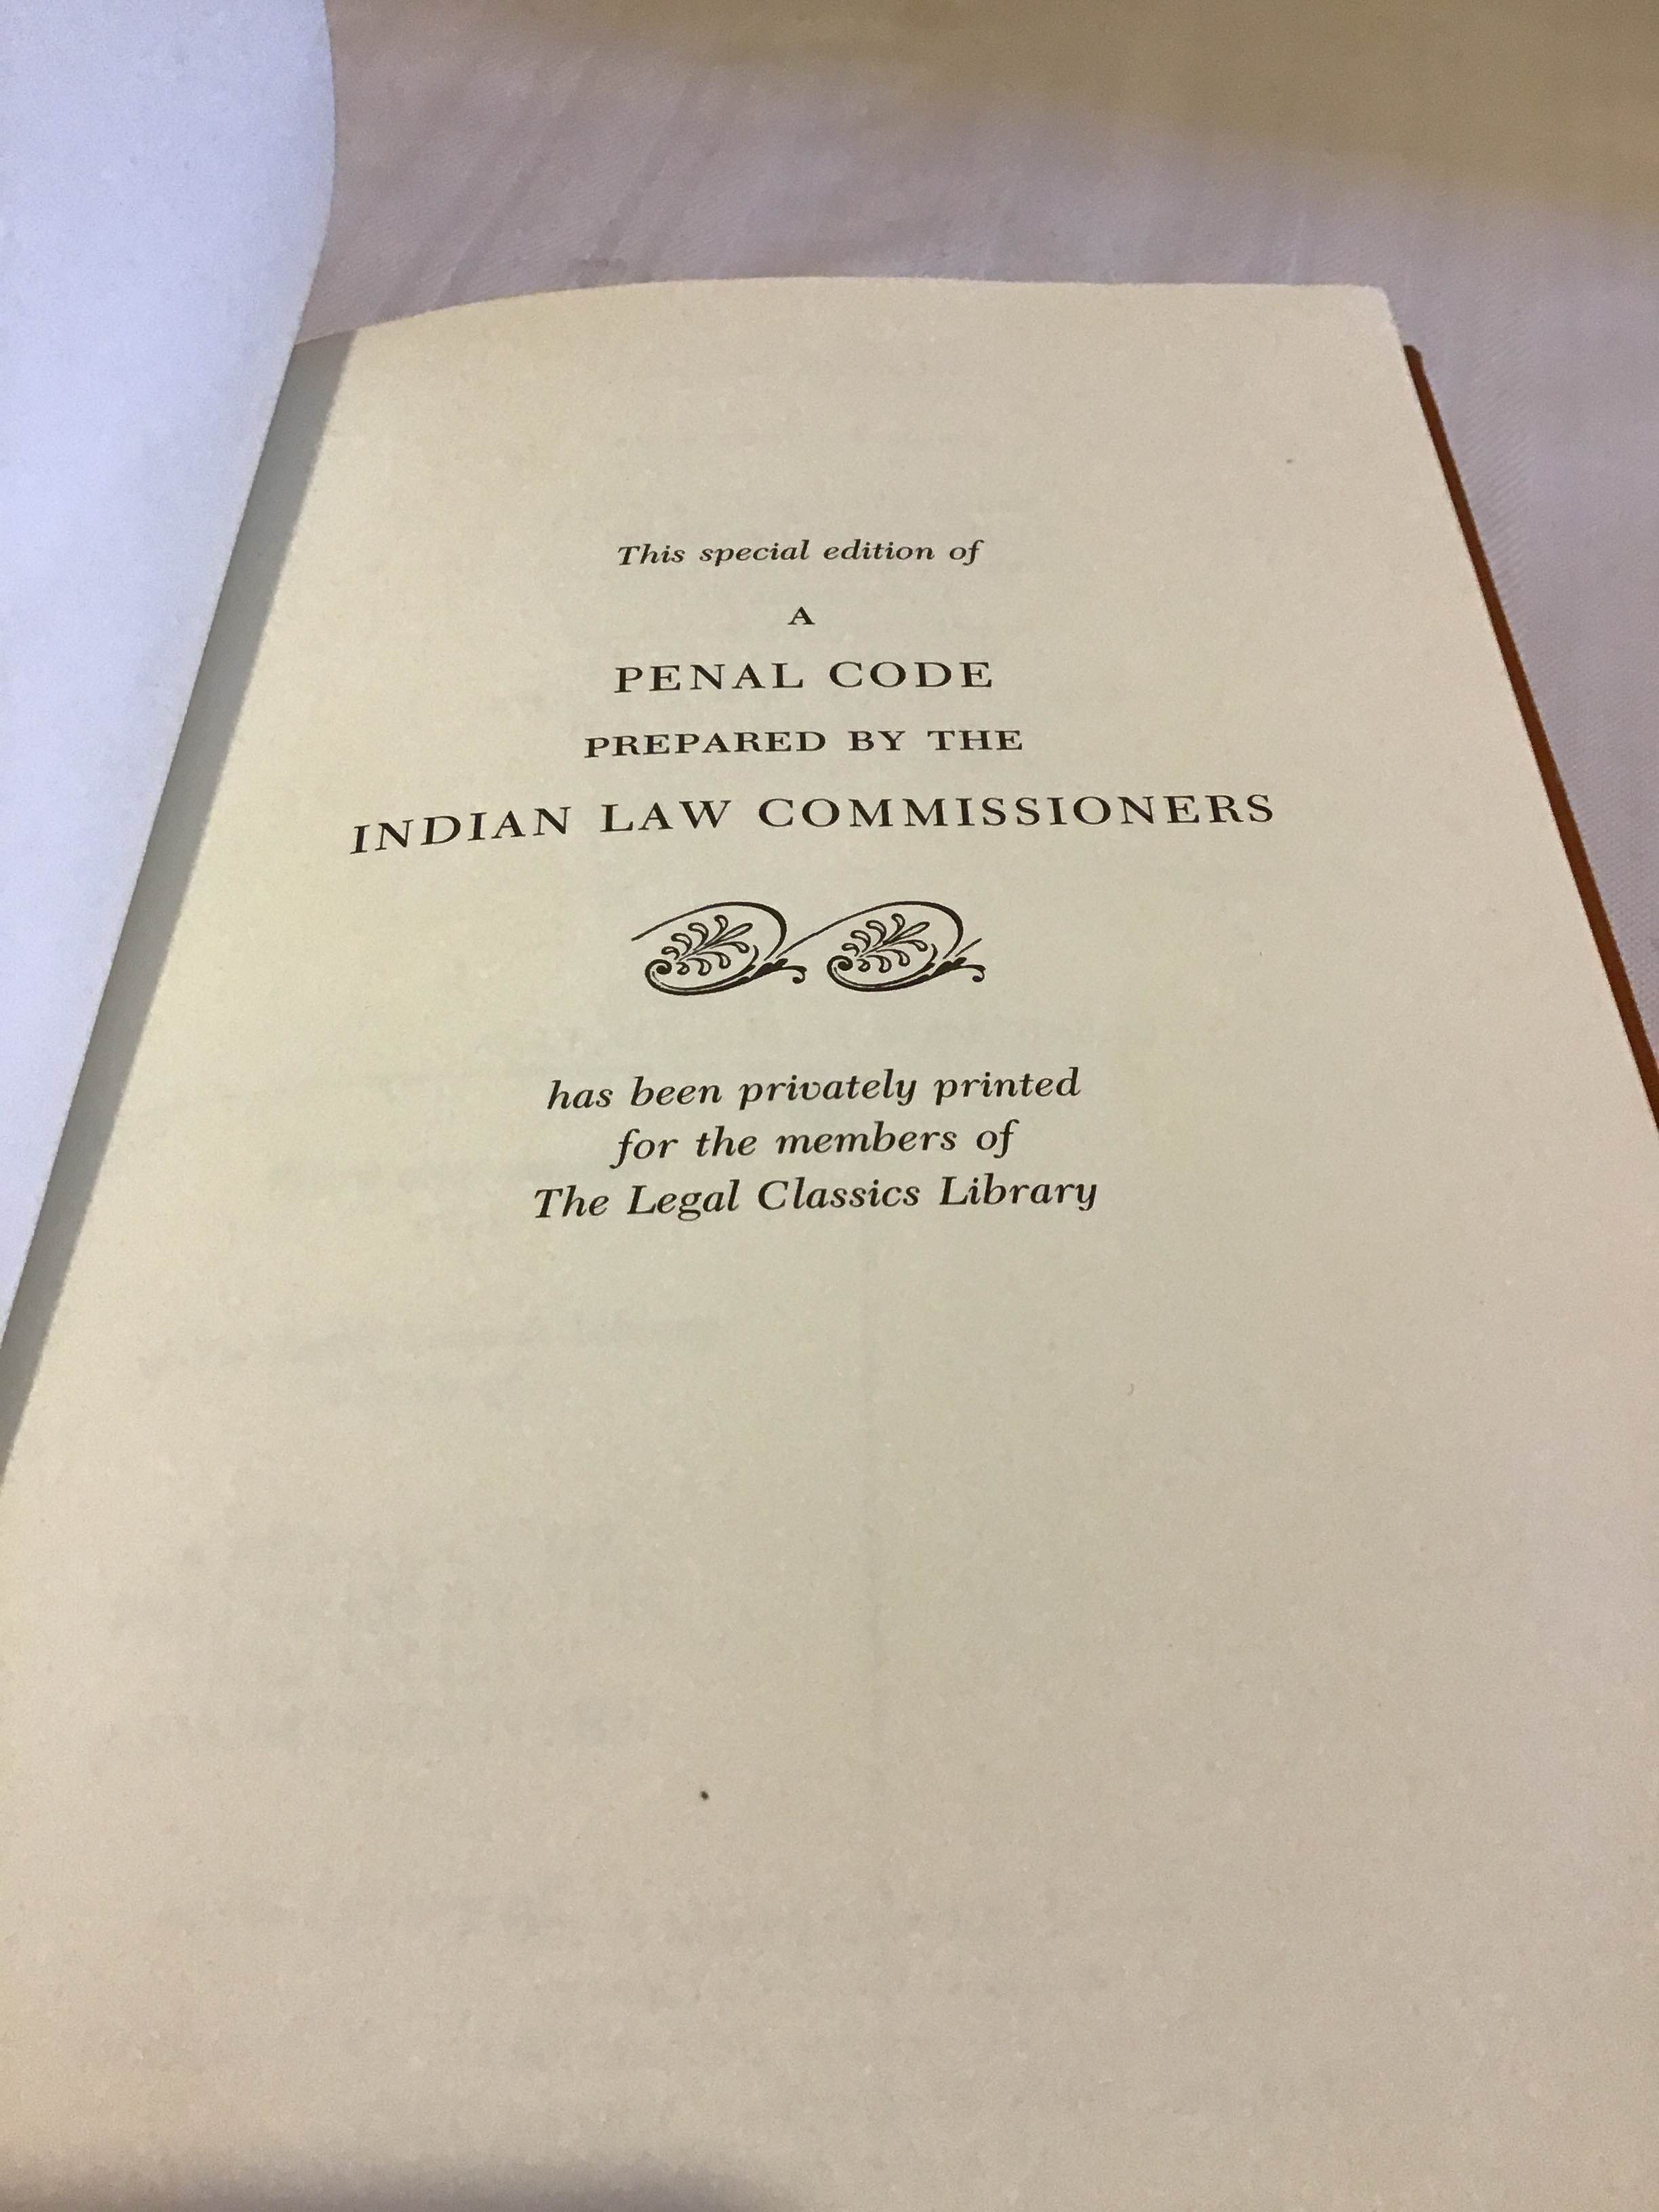 This special edition of
A
PENAL CODE
PREPARED BY THE
INDIAN LAW COMMISSIONERS
has been privately printed
for the members of
The Legal Classics Library